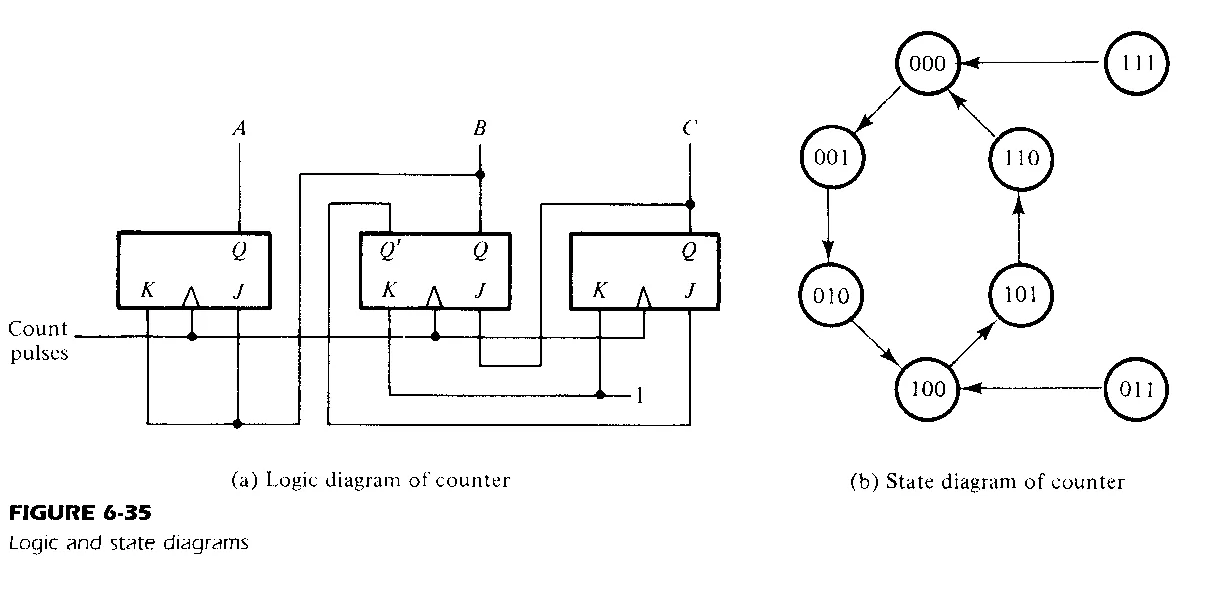 A B C
Q Q' Q Q
K J K J K J
Count
pulses
1
(a) Logic diagram of counter
000 111
001 110
010 101
100 011
(b) State diagram of counter
FIGURE 6-35
Logic and state diagrams